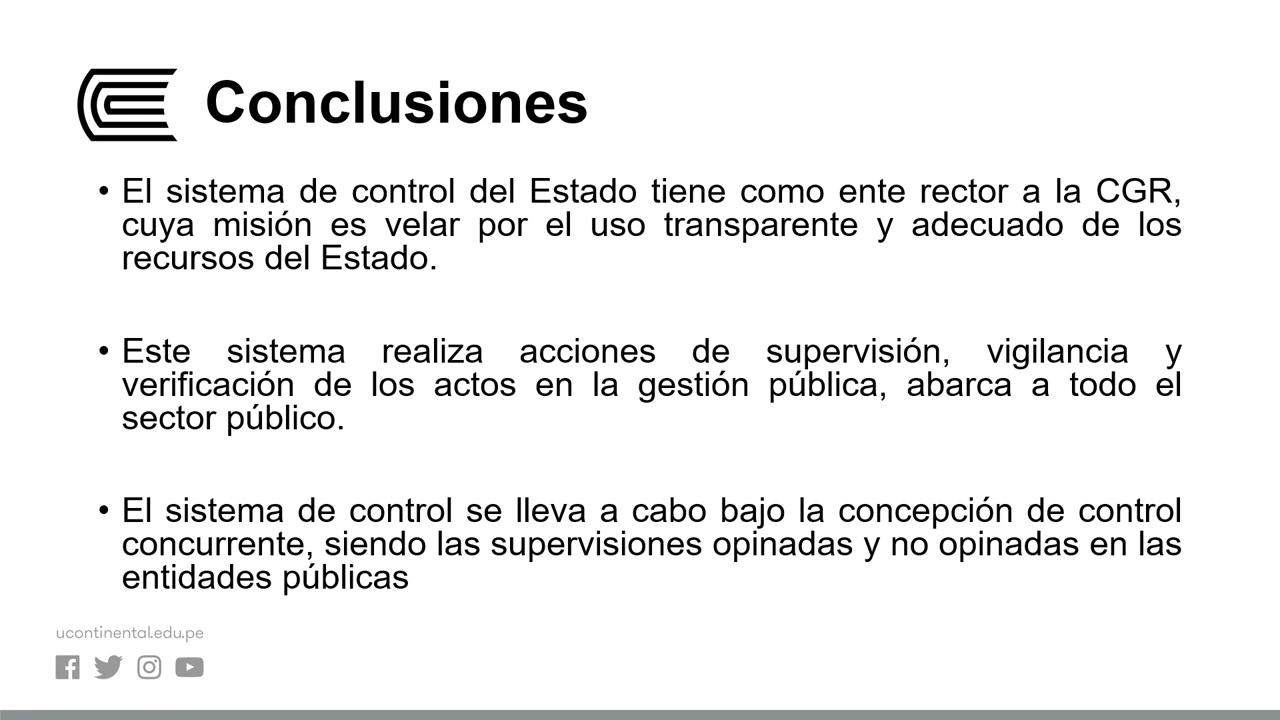 Conclusiones
• El sistema de control del Estado tiene como ente rector a la CGR,
cuya misión es velar por el uso transparente y adecuado de los
recursos del Estado.
• Este sistema realiza acciones de supervisión, vigilancia y
verificación de los actos en la gestión pública, abarca a todo el
sector público.
• El sistema de control se lleva a cabo bajo la concepción de control
concurrente, siendo las supervisiones opinadas y no opinadas en las
entidades públicas
ucontinental.edu.pe